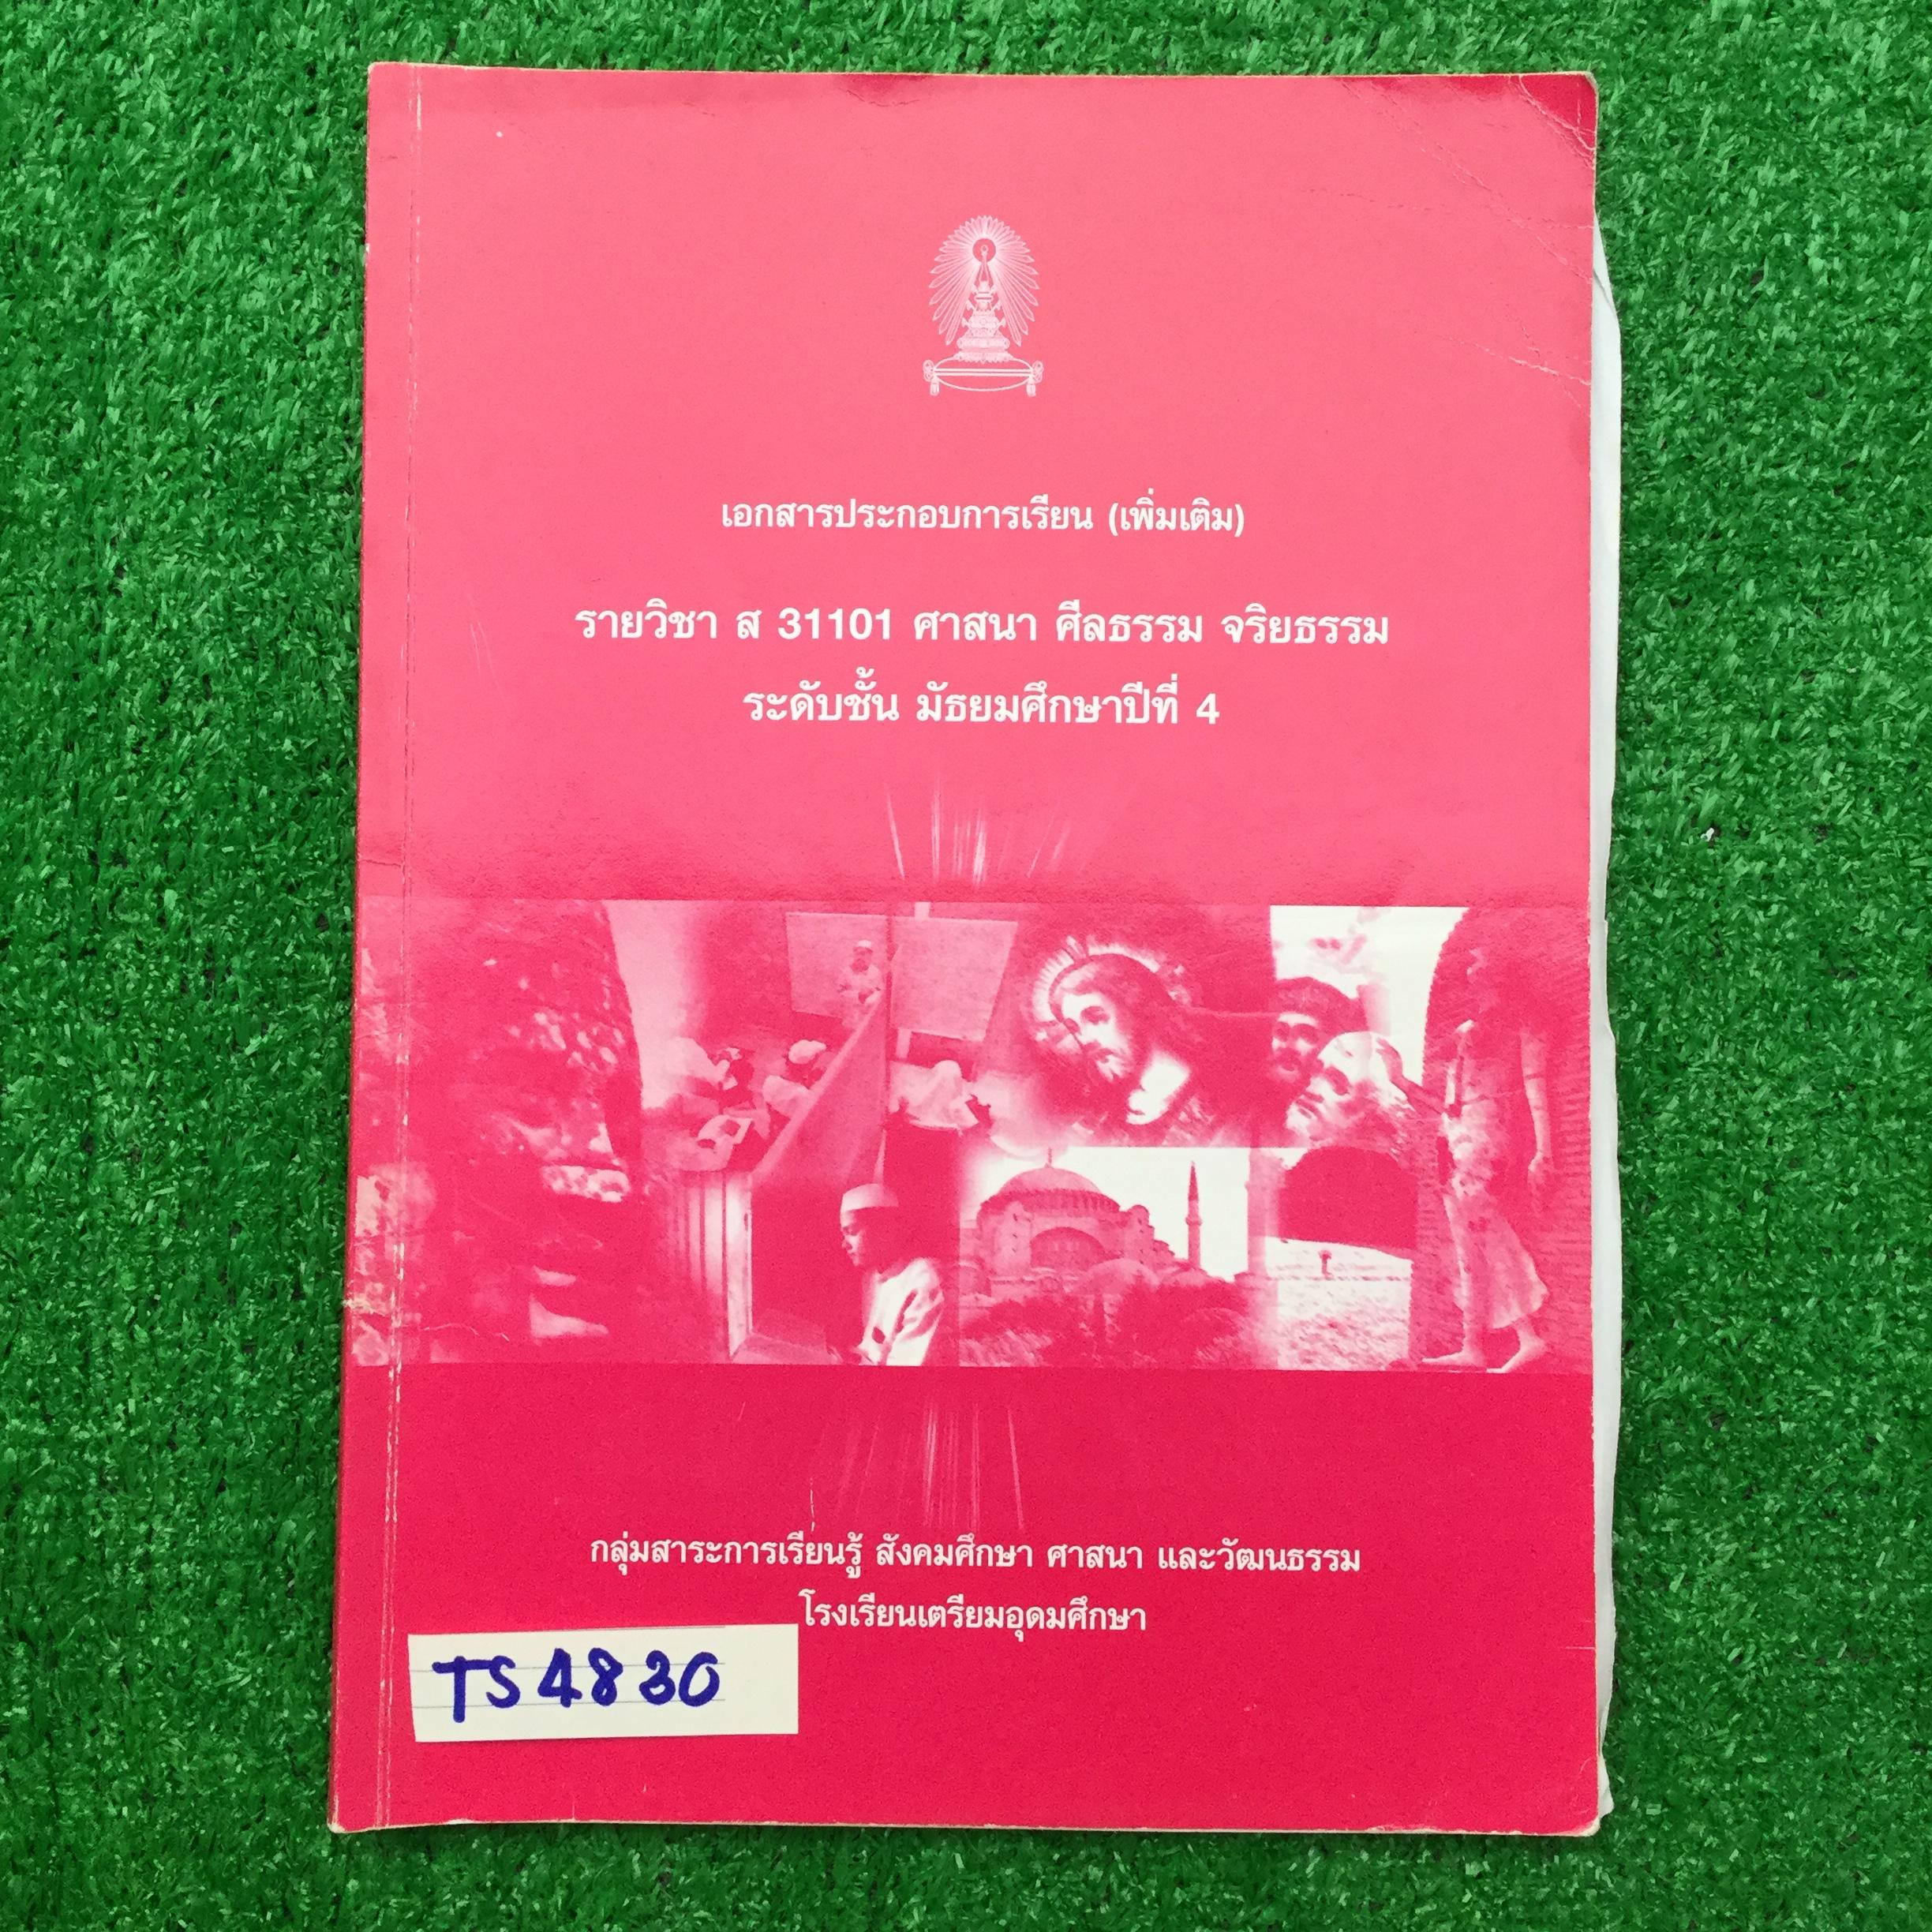 เอกสารประกอบการเรียน (เพิ่มเติม)
รายวิชา ส 31101 ศาสนา ศีลธรรม จริยธรรม
ระดับชั้น มัธยมศึกษาปีที่ 4
กลุ่มสาระการเรียนรู้ สังคมศึกษา ศาสนา และวัฒนธรรม
โรงเรียนเตรียมอุดมศึกษา
TS4830